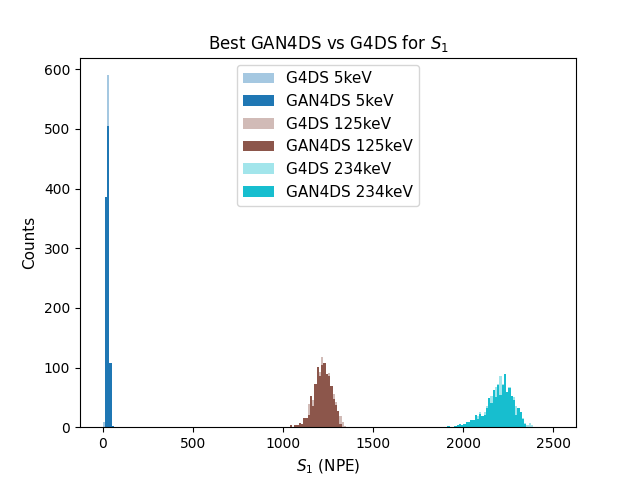 Best GAN4DS vs G4DS for S₁
G4DS 5keV
GAN4DS 5keV
G4DS 125keV
GAN4DS 125keV
G4DS 234keV
GAN4DS 234keV
600
500
400
300
200
100
0
Counts
0 500 1000 1500 2000 2500
S₁ (NPE)